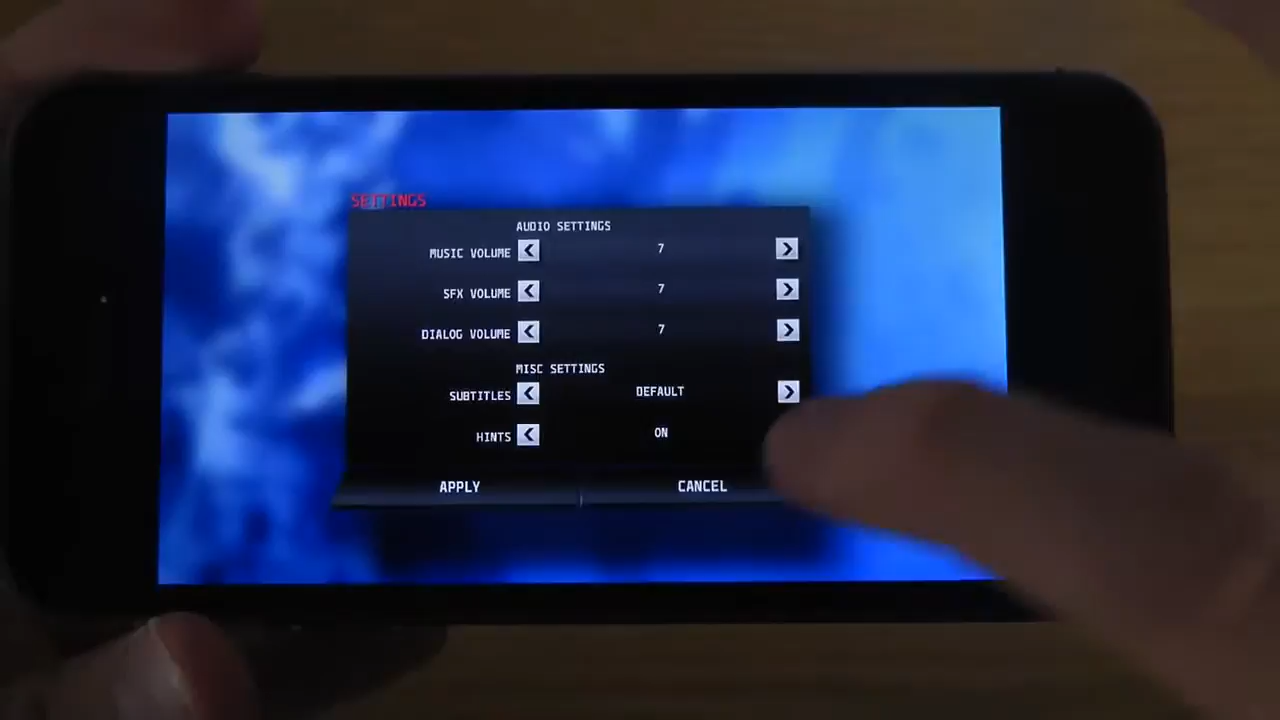 SETTINGS
AUDIO SETTINGS
MUSIC VOLUME 7
SFX VOLUME 7
DIALOG VOLUME 7
MISC SETTINGS
SUBTITLES DEFAULT
HINTS ON
APPLY CANCEL